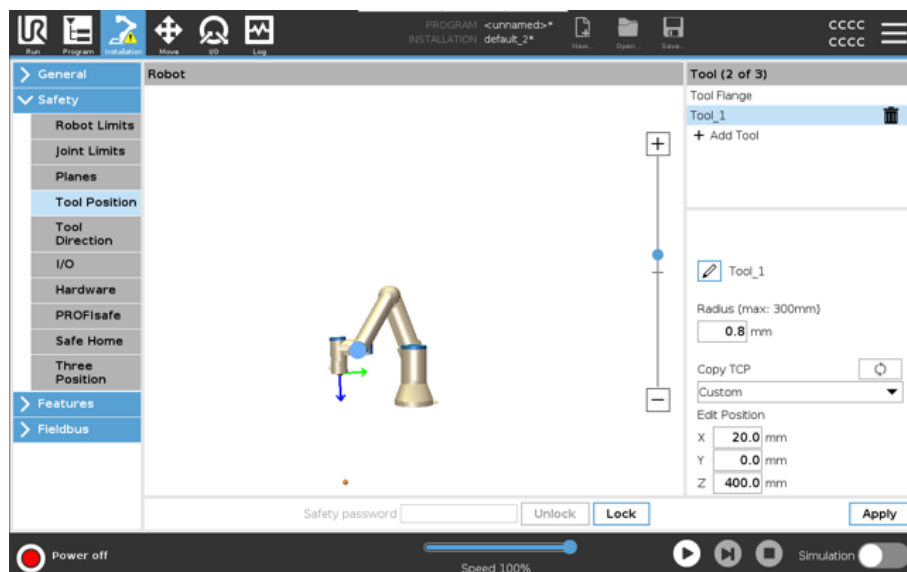 UR
PROGRAM <unnamed>*
INSTALLATION default_2*
CCCC
CCCC
Run Program Installation Move I/O Log New... Open... Save...
General
Safety
Robot Limits
Joint Limits
Planes
Tool Position
Tool
Direction
I/O
Hardware
PROFIsafe
Safe Home
Three
Position
Features
Fieldbus
Robot
+
−
Tool (2 of 3)
Tool Flange
Tool_1
+ Add Tool
Tool_1
Radius (max: 300mm)
0.8 mm
Copy TCP
Custom
Edit Position
X 20.0 mm
Y 0.0 mm
Z 400.0 mm
Safety password Unlock Lock Apply
Power off
Speed 100%
Simulation